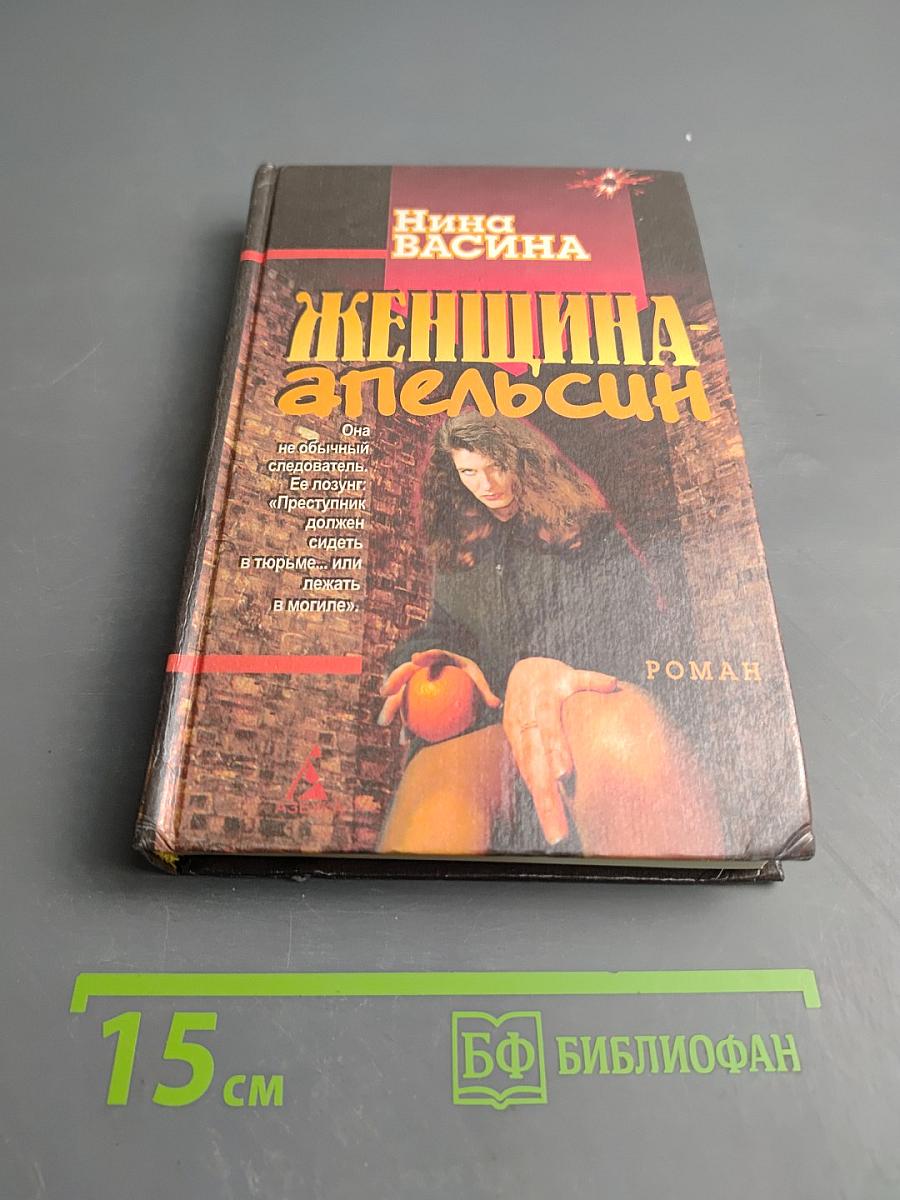 Нина
ВАСИНА
ЖЕНЩИНА-
апельсин
Она
не обычный
следователь.
Ее лозунг:
«Преступник
должен
сидеть
в тюрьме... или
лежать
в могиле».
РОМАН
15 см
БФ БИБЛИОФАН